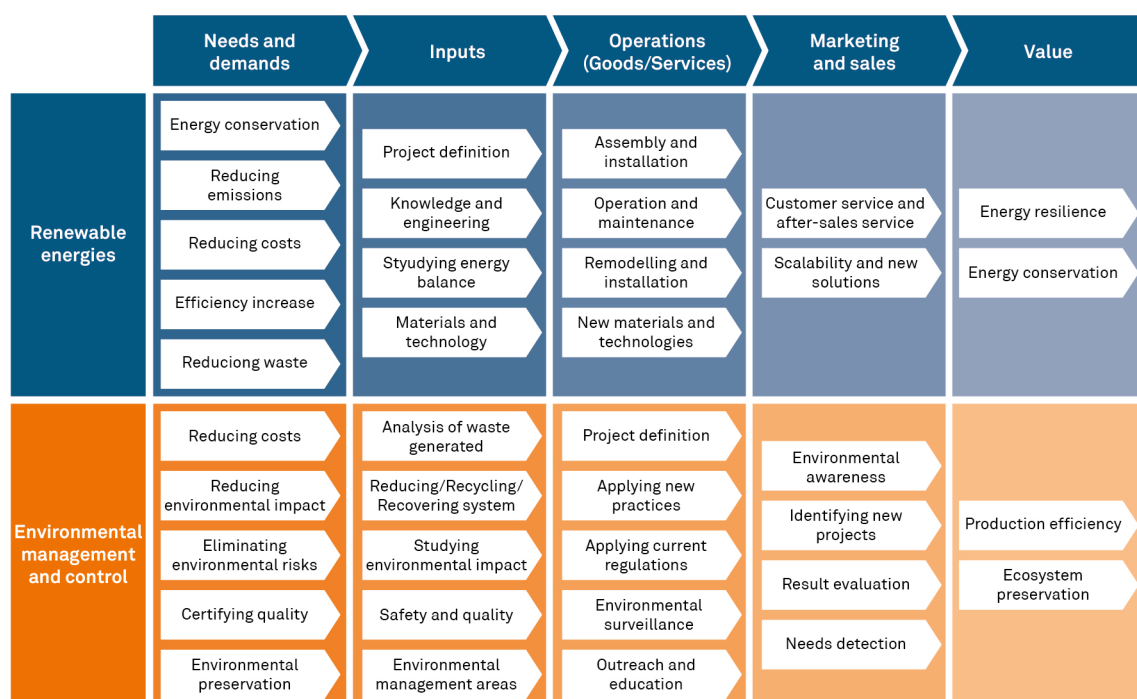 Needs and
demands
Inputs
Operations
(Goods/Services)
Marketing
and sales
Value
Renewable
energies
Energy conservation
Reducing
emissions
Reducing costs
Efficiency increase
Reduciong waste
Project definition
Knowledge and
engineering
Styudying energy
balance
Materials and
technology
Assembly and
installation
Operation and
maintenance
Remodelling and
installation
New materials and
technologies
Customer service and
after-sales service
Scalability and new
solutions
Energy resilience
Energy conservation
Environmental
management
and control
Reducing costs
Reducing
environmental impact
Eliminating
environmental risks
Certifying quality
Environmental
preservation
Analysis of waste
generated
Reducing/Recycling/
Recovering system
Studying
environmental impact
Safety and quality
Environmental
management areas
Project definition
Applying new
practices
Applying current
regulations
Environmental
surveillance
Outreach and
education
Environmental
awareness
Identifying new
projects
Result evaluation
Needs detection
Production efficiency
Ecosystem
preservation